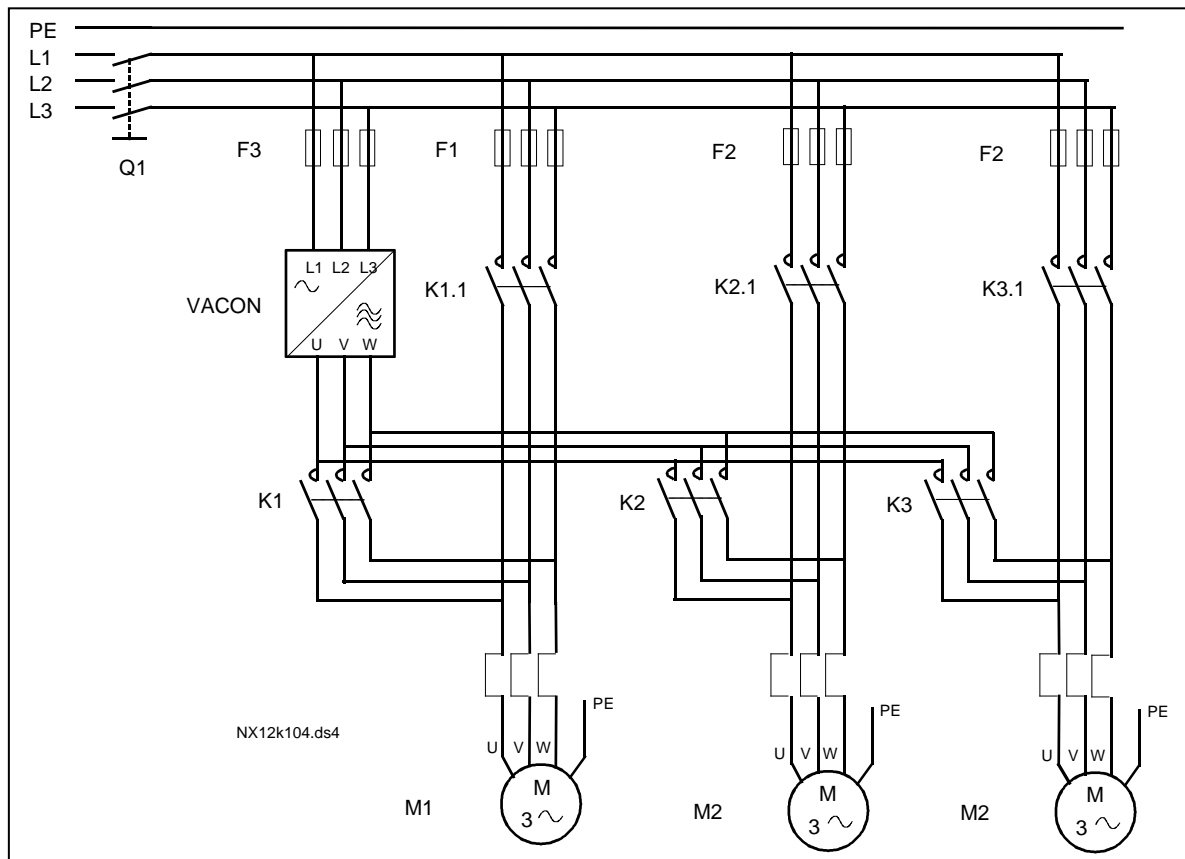 PE
L1
L2
L3
Q1
F3
F1
F2
F2
L1 L2 L3
VACON
U V W
K1.1
K2.1
K3.1
K1
K2
K3
NX12k104.ds4
PE
PE
PE
U V W
U V W
U V W
M
3
M
3
M
3
M1
M2
M2